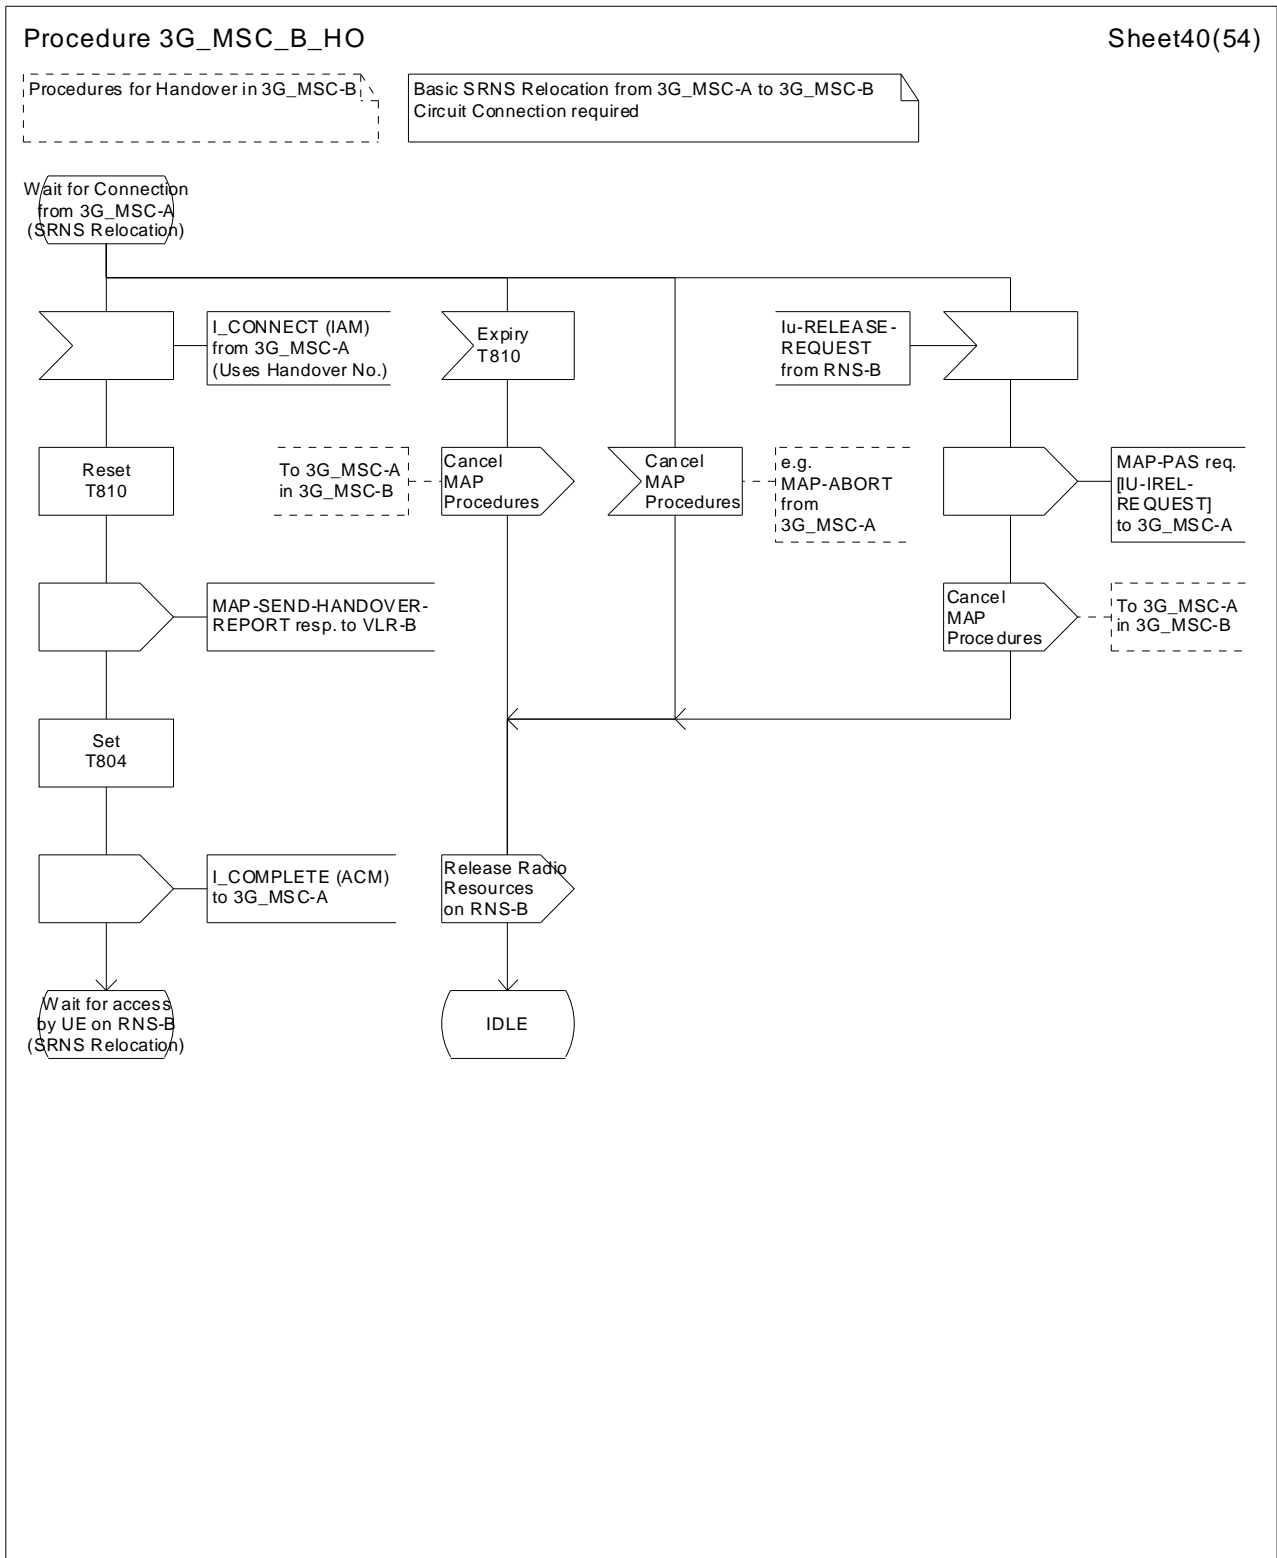 Procedure 3G_MSC_B_HO
Sheet40(54)
Procedures for Handover in 3G_MSC-B
Basic SRNS Relocation from 3G_MSC-A to 3G_MSC-B
Circuit Connection required
Wait for Connection
from 3G_MSC-A
(SRNS Relocation)
I_CONNECT (IAM)
from 3G_MSC-A
(Uses Handover No.)
Expiry
T810
Iu-RELEASE-
REQUEST
from RNS-B
Reset
T810
To 3G_MSC-A
in 3G_MSC-B
Cancel
MAP
Procedures
Cancel
MAP
Procedures
e.g.
MAP-ABORT
from
3G_MSC-A
MAP-PAS req.
[IU-IREL-
REQUEST]
to 3G_MSC-A
MAP-SEND-HANDOVER-
REPORT resp. to VLR-B
Cancel
MAP
Procedures
To 3G_MSC-A
in 3G_MSC-B
Set
T804
I_COMPLETE (ACM)
to 3G_MSC-A
Release Radio
Resources
on RNS-B
Wait for access
by UE on RNS-B
(SRNS Relocation)
IDLE